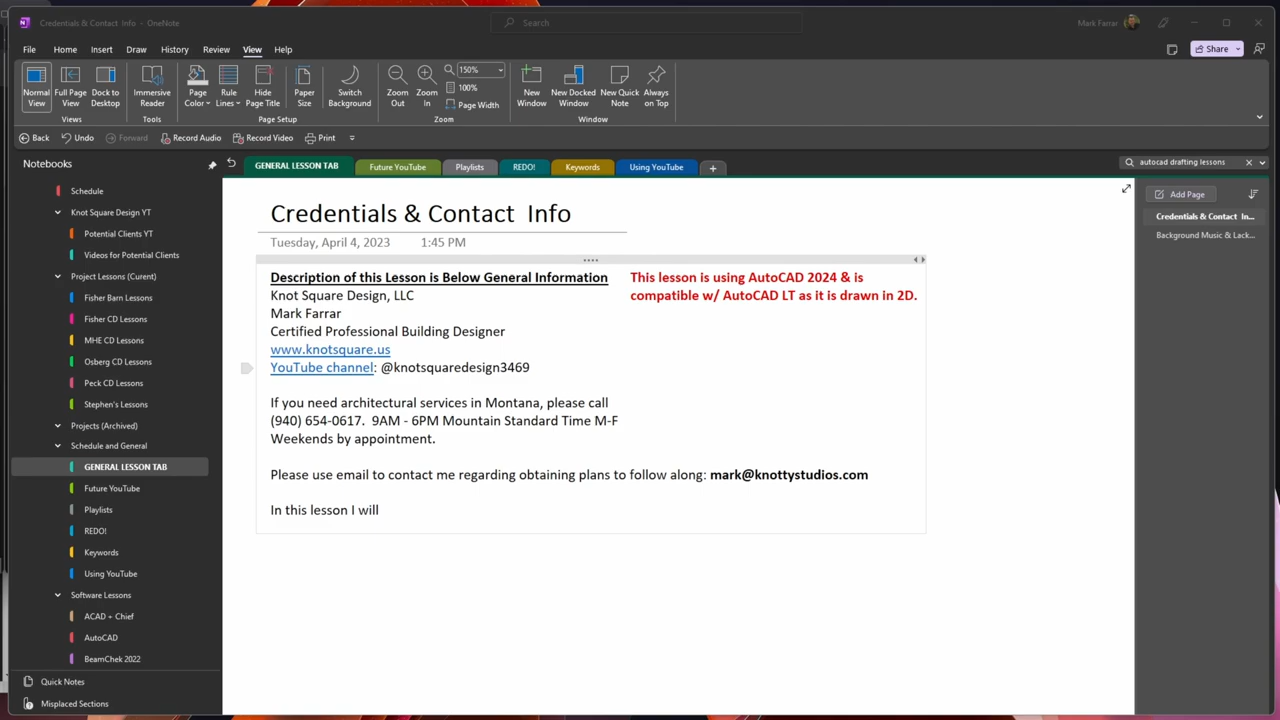 Credentials & Contact Info - OneNote
Search
Mark Farrar
File Home Insert Draw History Review View Help
Share
Normal View
Full Page View
Dock to Desktop
Immersive Reader
Page Color
Rule Lines
Hide Page Title
Paper Size
Switch Background
Zoom Out
Zoom In
150%
100%
Page Width
New Window
New Docked Window
New Quick Note
Always on Top
Views Tools Page Setup Zoom Window
Back Undo Forward Record Audio Record Video Print
Notebooks
GENERAL LESSON TAB Future YouTube Playlists REDO! Keywords Using YouTube +
autocad drafting lessons
Schedule
Knot Square Design YT
Potential Clients YT
Videos for Potential Clients
Project Lessons (Curent)
Fisher Barn Lessons
Fisher CD Lessons
MHE CD Lessons
Osberg CD Lessons
Peck CD Lessons
Stephen's Lessons
Projects (Archived)
Schedule and General
GENERAL LESSON TAB
Future YouTube
Playlists
REDO!
Keywords
Using YouTube
Software Lessons
ACAD + Chief
AutoCAD
BeamChek 2022
Quick Notes
Misplaced Sections
Credentials & Contact Info
Tuesday, April 4, 2023 1:45 PM
Description of this Lesson is Below General Information
Knot Square Design, LLC
Mark Farrar
Certified Professional Building Designer
www.knotsquare.us
YouTube channel: @knotsquaredesign3469
This lesson is using AutoCAD 2024 & is
compatible w/ AutoCAD LT as it is drawn in 2D.
If you need architectural services in Montana, please call
(940) 654-0617. 9AM - 6PM Mountain Standard Time M-F
Weekends by appointment.
Please use email to contact me regarding obtaining plans to follow along: mark@knottystudios.com
In this lesson I will
Add Page
Credentials & Contact In...
Background Music & Lack...